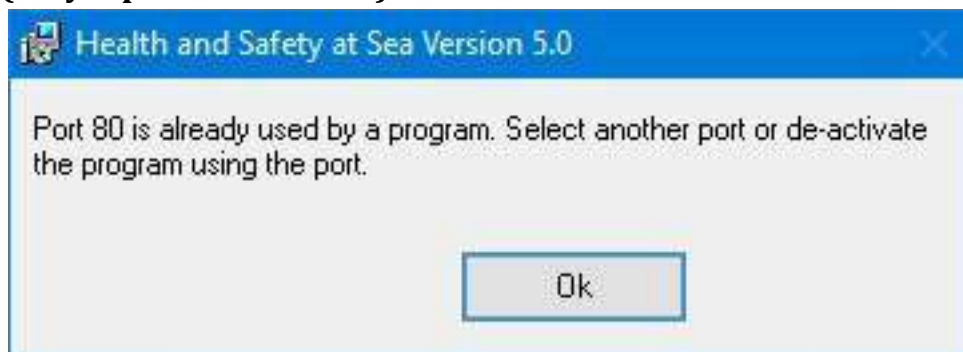 Health and Safety at Sea Version 5.0
Port 80 is already used by a program. Select another port or de-activate
the program using the port.
Ok